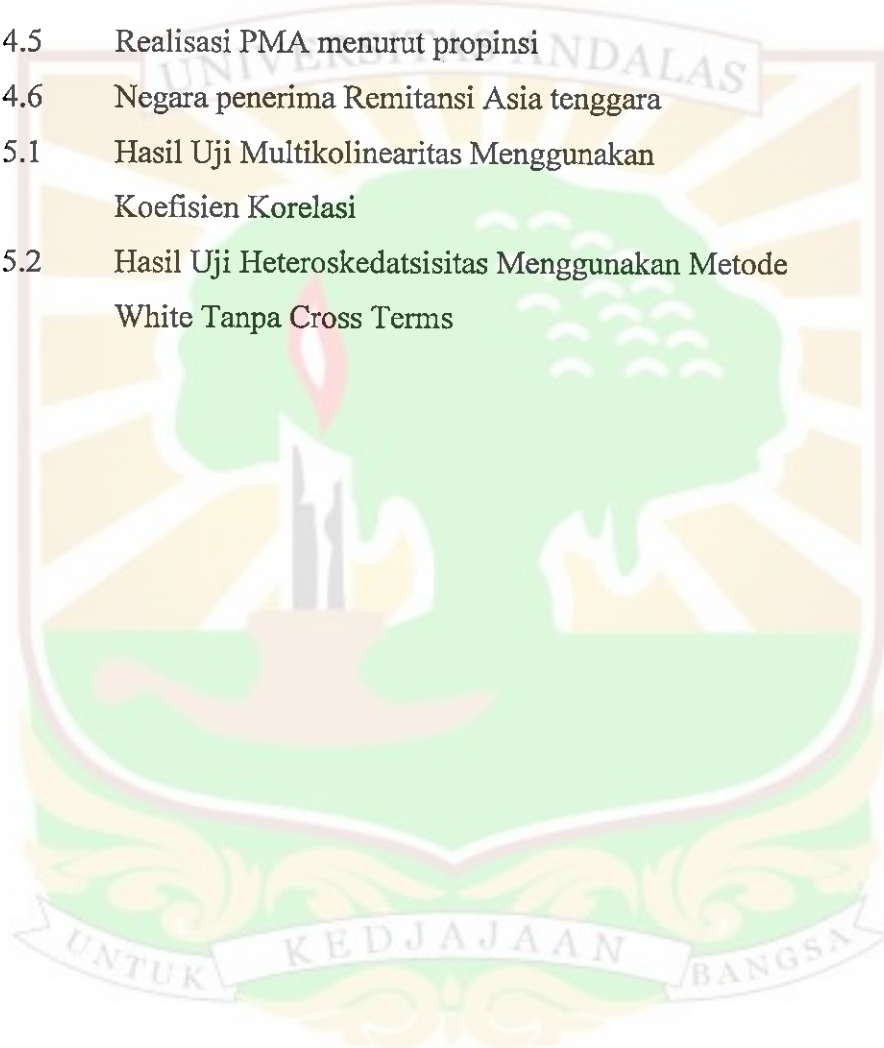 4.5 Realisasi PMA menurut propinsi
UNIVERSITAS ANDALAS
4.6 Negara penerima Remitansi Asia tenggara
5.1 Hasil Uji Multikolinearitas Menggunakan
Koefisien Korelasi
5.2 Hasil Uji Heteroskedatsisitas Menggunakan Metode
White Tanpa Cross Terms
UNTUK KEDJAJAAN BANGSA